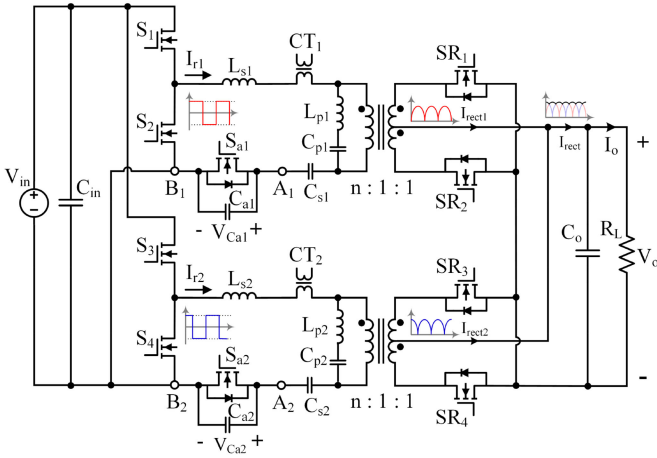 S1
CT1
SR1
Ir1
Ls1
Lp1
Irect1
Irect
Io
+
S2
Sa1
Cp1
Vin
Cin
B1
Ca1
A1
Cs1
n : 1 : 1
SR2
- VCa1 +
S3
CT2
SR3
Co
RL
Vo
Ir2
Ls2
Lp2
Irect2
S4
Sa2
Cp2
B2
Ca2
A2
Cs2
n : 1 : 1
SR4
-
- VCa2 +